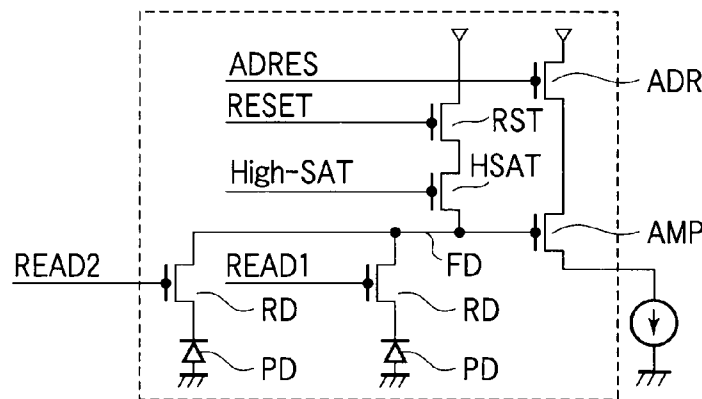 ADRES
ADR
RESET
RST
High-SAT
HSAT
AMP
READ2
READ1
FD
RD
RD
PD
PD